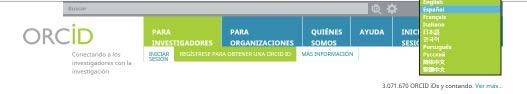 Buscar
English
Español
Français
Italiano
日本語
한국어
Português
Русский
简体中文
繁體中文
ORCiD
Conectando a los
investigadores con la
investigación
PARA
INVESTIGADORES
PARA
ORGANIZACIONES
QUIÉNES
SOMOS
AYUDA
INICIAR
SESIÓN
REGÍSTRESE PARA OBTENER UNA ORCID ID
MÁS INFORMACIÓN
3.071.670 ORCID iDs y contando. Ver más...